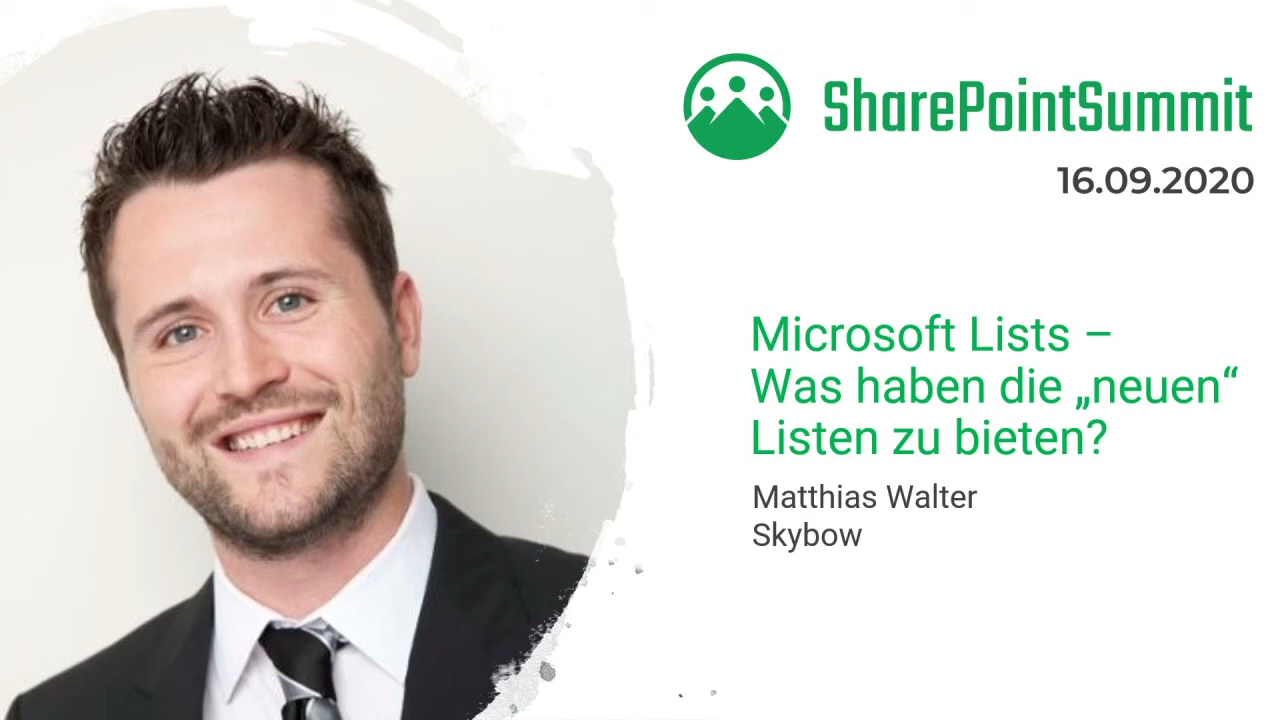 SharePointSummit
16.09.2020
Microsoft Lists –
Was haben die „neuen“
Listen zu bieten?
Matthias Walter
Skybow